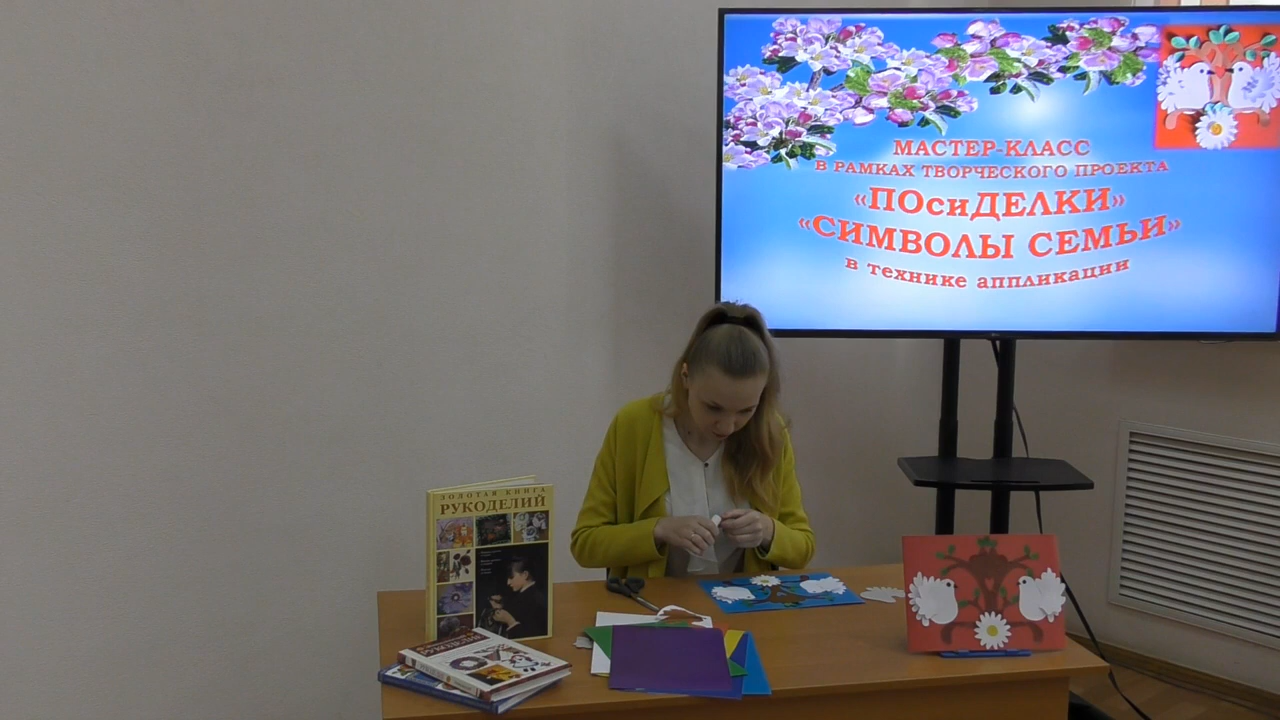 МАСТЕР-КЛАСС
В РАМКАХ ТВОРЧЕСКОГО ПРОЕКТА
«ПОсиДЕЛКИ»
«СИМВОЛЫ СЕМЬИ»
в технике аппликации
ЗОЛОТАЯ КНИГА
РУКОДЕЛИЙ